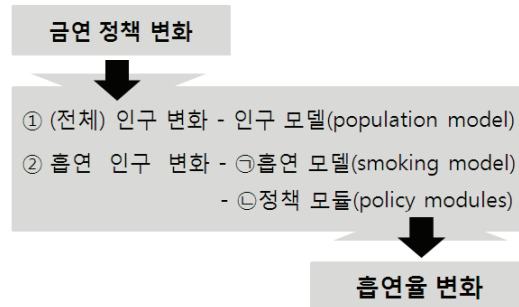 금연 정책 변화
① (전체) 인구 변화 - 인구 모델(population model)
② 흡연 인구 변화 - ㉠흡연 모델(smoking model)
- ㉡정책 모듈(policy modules)
흡연율 변화